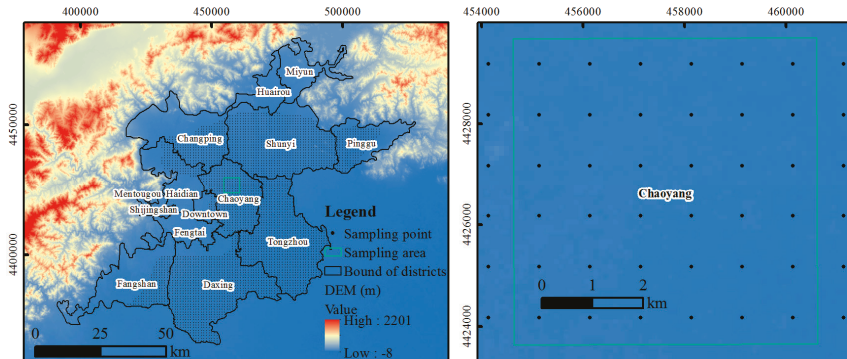 400000 450000 500000
4450000
4400000
Miyun
Huairou
Changping
Shunyi
Pinggu
Mentougou
Haidian
Chaoyang
Shijingshan
Downtown
Fengtai
Tongzhou
Fangshan
Daxing
Legend
Sampling point
Sampling area
Bound of districts
DEM (m)
Value
High : 2201
Low : -8
0 25 50
km
454000 456000 458000 460000
4428000
4426000
4424000
Chaoyang
0 1 2
km